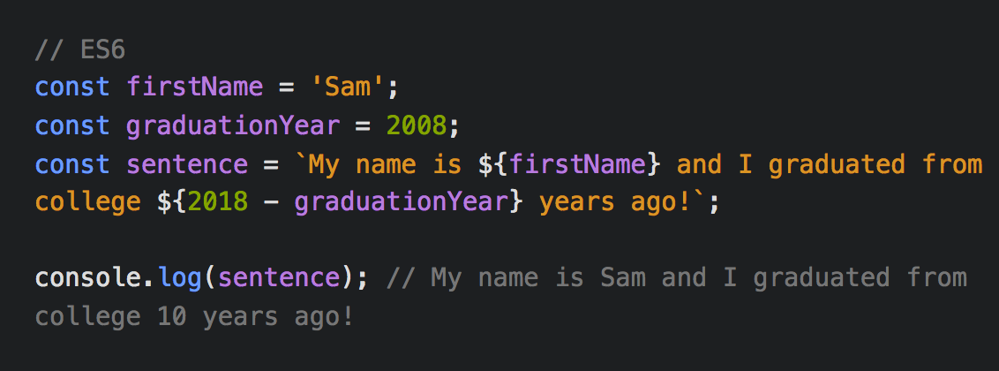 // ES6
const firstName = 'Sam';
const graduationYear = 2008;
const sentence = `My name is ${firstName} and I graduated from
college ${2018 - graduationYear} years ago!`;
console.log(sentence); // My name is Sam and I graduated from
college 10 years ago!